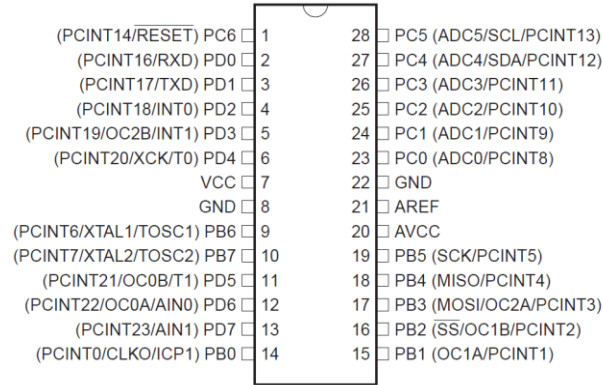 (PCINT14/RESET) PC6 1 28 PC5 (ADC5/SCL/PCINT13)
(PCINT16/RXD) PD0 2 27 PC4 (ADC4/SDA/PCINT12)
(PCINT17/TXD) PD1 3 26 PC3 (ADC3/PCINT11)
(PCINT18/INT0) PD2 4 25 PC2 (ADC2/PCINT10)
(PCINT19/OC2B/INT1) PD3 5 24 PC1 (ADC1/PCINT9)
(PCINT20/XCK/T0) PD4 6 23 PC0 (ADC0/PCINT8)
VCC 7 22 GND
GND 8 21 AREF
(PCINT6/XTAL1/TOSC1) PB6 9 20 AVCC
(PCINT7/XTAL2/TOSC2) PB7 10 19 PB5 (SCK/PCINT5)
(PCINT21/OC0B/T1) PD5 11 18 PB4 (MISO/PCINT4)
(PCINT22/OC0A/AIN0) PD6 12 17 PB3 (MOSI/OC2A/PCINT3)
(PCINT23/AIN1) PD7 13 16 PB2 (SS/OC1B/PCINT2)
(PCINT0/CLKO/ICP1) PB0 14 15 PB1 (OC1A/PCINT1)